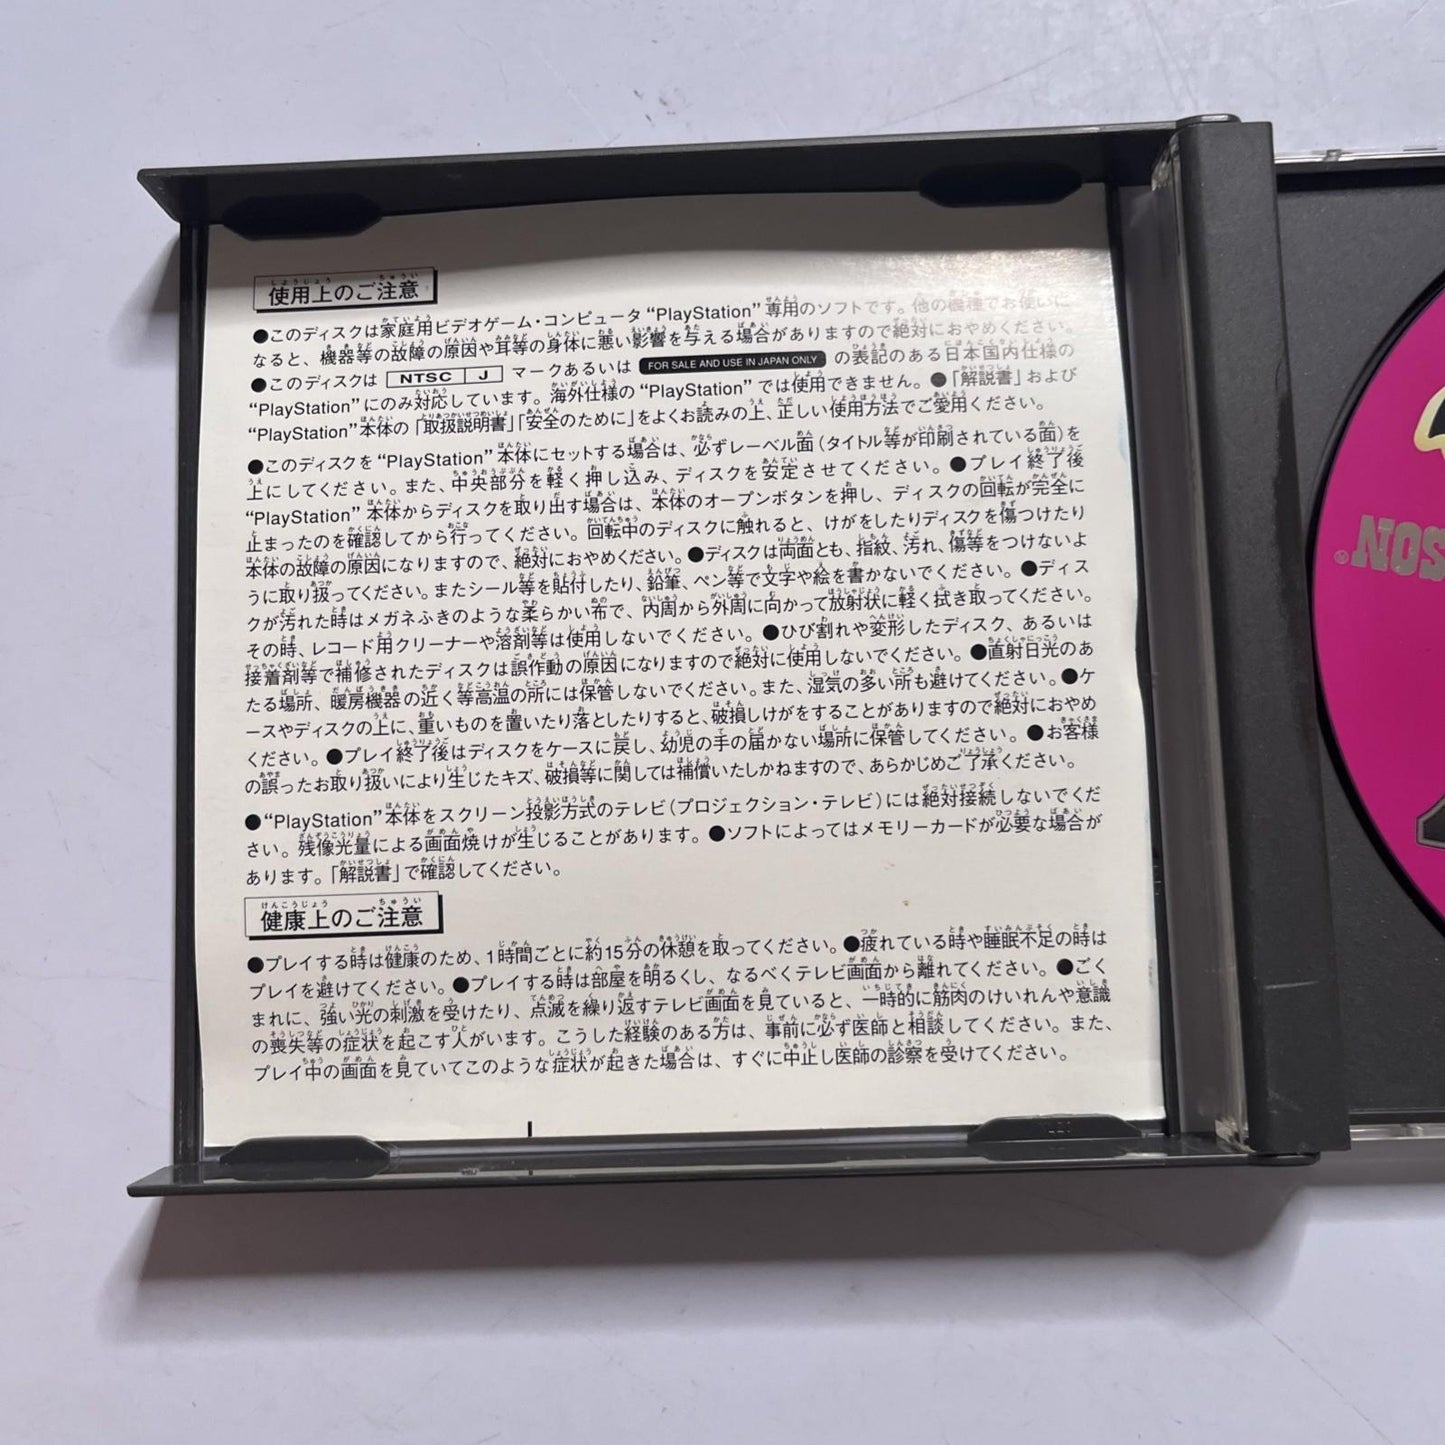 使用上のご注意
●このディスクは家庭用ビデオゲーム・コンピュータ“PlayStation”専用のソフトです。他の機種でお使いに
なると、機器等の故障の原因や耳等の身体に悪い影響を与える場合がありますので絶対におやめください。
●このディスクは NTSC J マークあるいは FOR SALE AND USE IN JAPAN ONLY の表記のある日本国内仕様の
“PlayStation”にのみ対応しています。海外仕様の“PlayStation”では使用できません。●「解説書」および
“PlayStation”本体の「取扱説明書」「安全のために」をよくお読みの上、正しい使用方法でご愛用ください。
●このディスクを“PlayStation”本体にセットする場合は、必ずレーベル面(タイトル等が印刷されている面)を
上にしてください。また、中央部分を軽く押し込み、ディスクを安定させてください。●プレイ終了後
“PlayStation”本体からディスクを取り出す場合は、本体のオープンボタンを押し、ディスクの回転が完全に
止まったのを確認してから行ってください。回転中のディスクに触れると、けがをしたりディスクを傷つけたり
本体の故障の原因になりますので、絶対におやめください。●ディスクは両面とも、指紋、汚れ、傷等をつけないよ
うに取り扱ってください。またシール等を貼付したり、鉛筆、ペン等で文字や絵を書かないでください。●ディス
クが汚れた時はメガネふきのような柔らかい布で、内周から外周に向かって放射状に軽く拭き取ってください。
その時、レコード用クリーナーや溶剤等は使用しないでください。●ひび割れや変形したディスク、あるいは
接着剤等で補修されたディスクは誤作動の原因になりますので絶対に使用しないでください。●直射日光のあ
たる場所、暖房機器の近く等高温の所には保管しないでください。また、湿気の多い所も避けてください。●ケ
ースやディスクの上に、重いものを置いたり落としたりすると、破損しけがをすることがありますので絶対におやめ
ください。●プレイ終了後はディスクをケースに戻し、幼児の手の届かない場所に保管してください。●お客様
の誤ったお取り扱いにより生じたキズ、破損等に関しては補償いたしかねますので、あらかじめご了承ください。
●“PlayStation”本体をスクリーン投影方式のテレビ(プロジェクション・テレビ)には絶対接続しないでくだ
さい。残像光量による画面焼けが生じることがあります。●ソフトによってはメモリーカードが必要な場合が
あります。「解説書」で確認してください。
健康上のご注意
●プレイする時は健康のため、1時間ごとに約15分の休憩を取ってください。●疲れている時や睡眠不足の時は
プレイを避けてください。●プレイする時は部屋を明るくし、なるべくテレビ画面から離れてください。●ごく
まれに、強い光の刺激を受けたり、点滅を繰り返すテレビ画面を見ていると、一時的に筋肉のけいれんや意識
の喪失等の症状を起こす人がいます。こうした経験のある方は、事前に必ず医師と相談してください。また、
プレイ中の画面を見ていてこのような症状が起きた場合は、すぐに中止し医師の診察を受けてください。
SON®